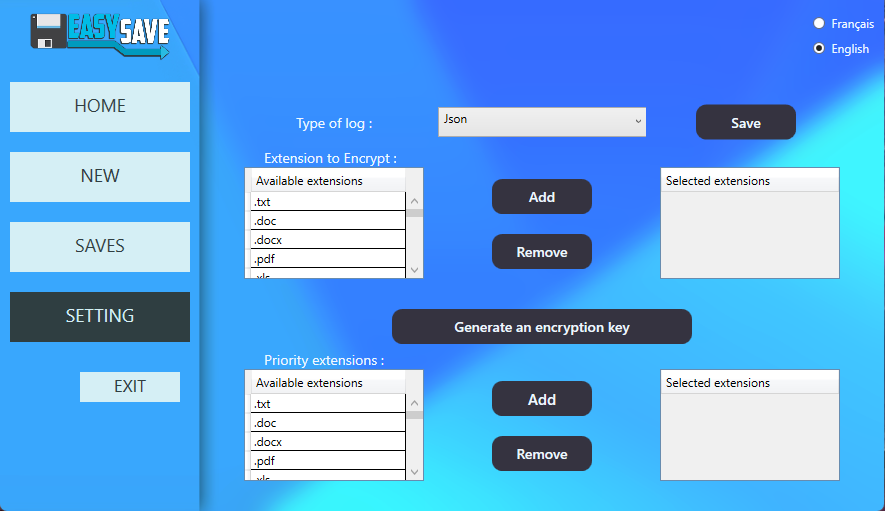 EASY SAVE
Français
English
HOME
NEW
SAVES
SETTING
EXIT
Type of log :
Json
Save
Extension to Encrypt :
Available extensions
.txt
.doc
.docx
.pdf
.xls
Add
Remove
Selected extensions
Generate an encryption key
Priority extensions :
Available extensions
.txt
.doc
.docx
.pdf
.xls
Add
Remove
Selected extensions